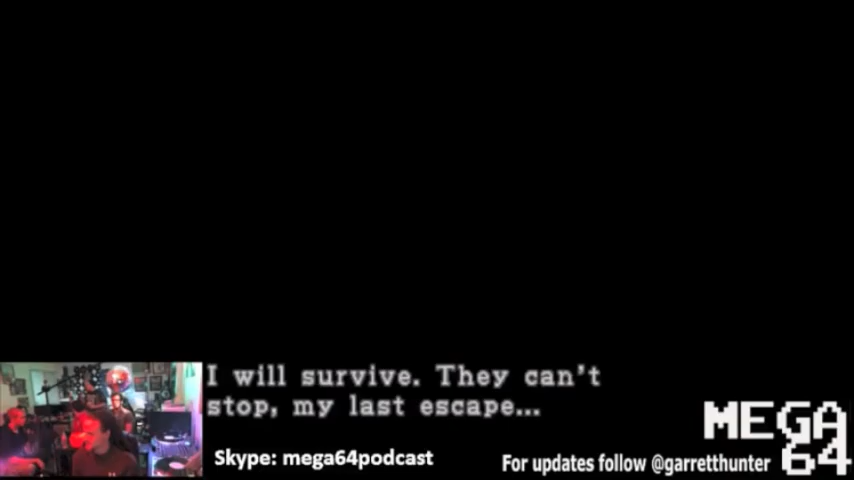 I will survive. They can't
stop, my last escape...
Skype: mega64podcast
For updates follow @garretthunter
MEGA
64